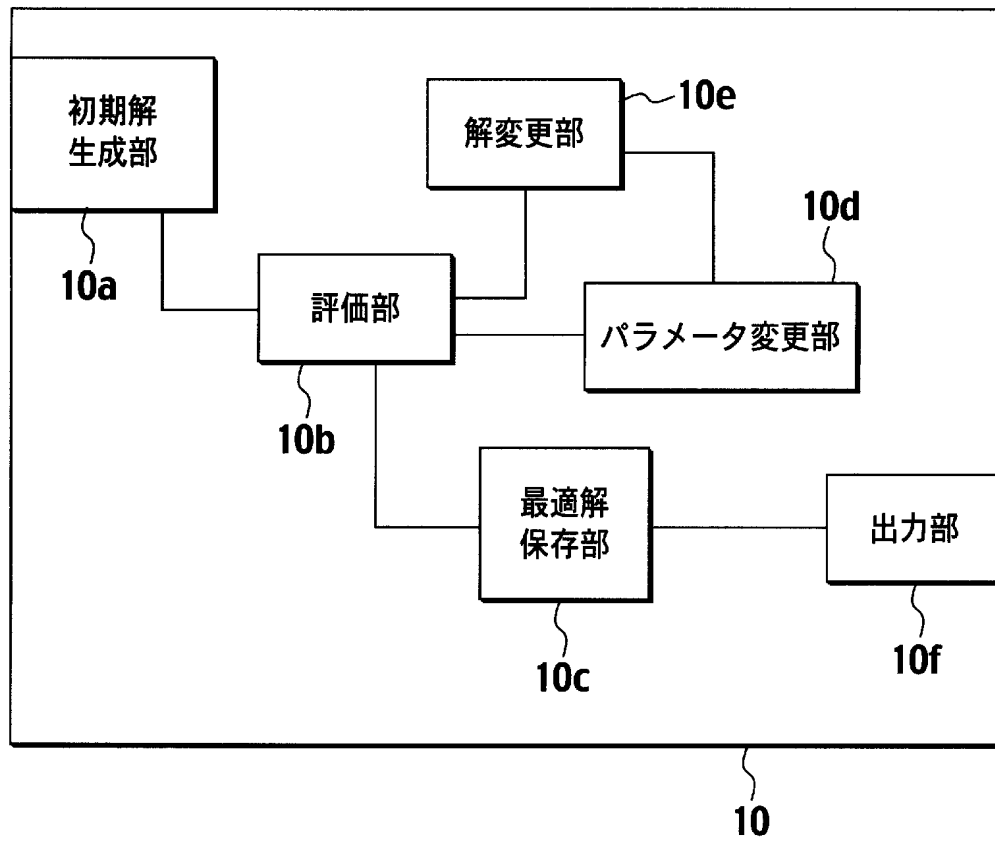 初期解
生成部
10a
解変更部
10e
10d
評価部
10b
パラメータ変更部
最適解
保存部
10c
出力部
10f
10